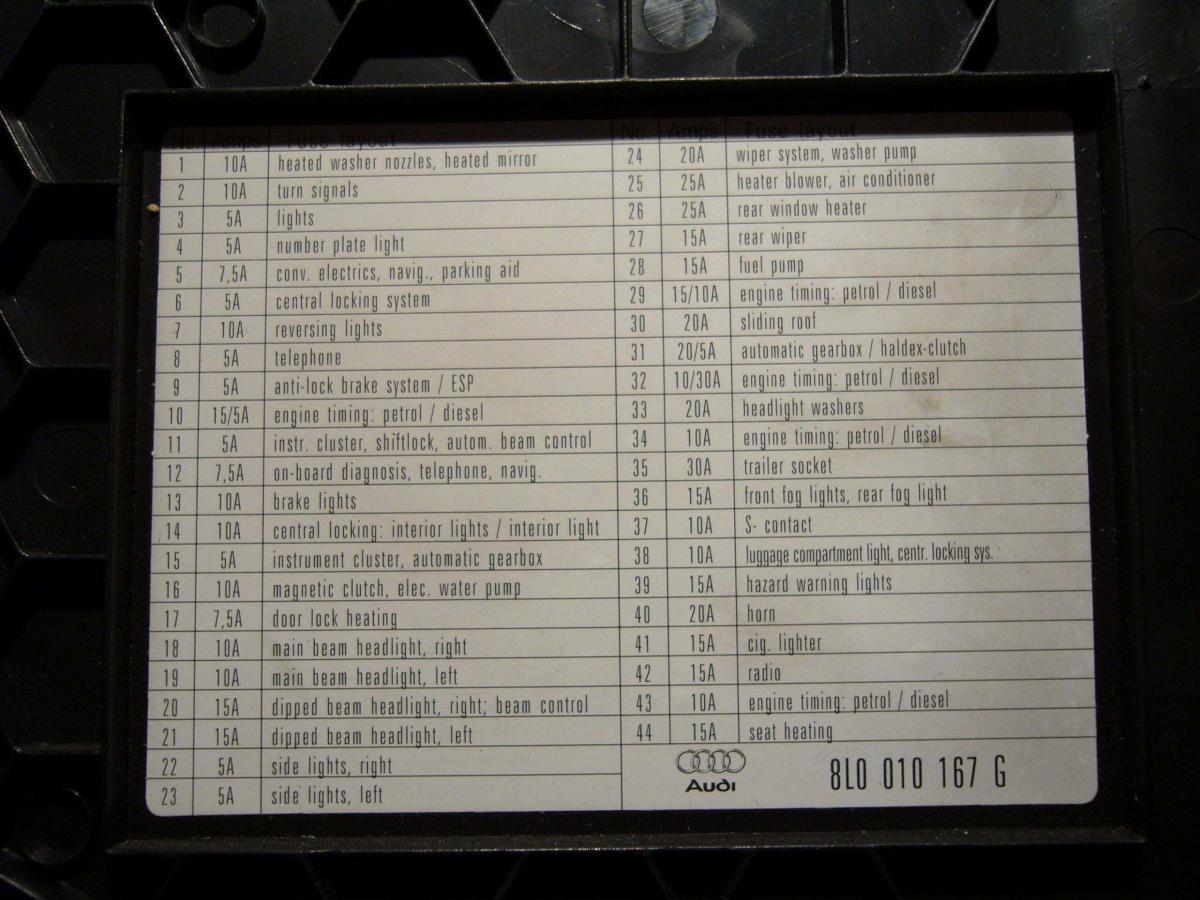 No. Amps Fuse layout
1 10A heated washer nozzles, heated mirror
2 10A turn signals
3 5A lights
4 5A number plate light
5 7,5A conv. electrics, navig., parking aid
6 5A central locking system
7 10A reversing lights
8 5A telephone
9 5A anti-lock brake system / ESP
10 15/5A engine timing: petrol / diesel
11 5A instr. cluster, shiftlock, autom. beam control
12 7,5A on-board diagnosis, telephone, navig.
13 10A brake lights
14 10A central locking: interior lights / interior light
15 5A instrument cluster, automatic gearbox
16 10A magnetic clutch, elec. water pump
17 7,5A door lock heating
18 10A main beam headlight, right
19 10A main beam headlight, left
20 15A dipped beam headlight, right; beam control
21 15A dipped beam headlight, left
22 5A side lights, right
23 5A side lights, left
No. Amps Fuse layout
24 20A wiper system, washer pump
25 25A heater blower, air conditioner
26 25A rear window heater
27 15A rear wiper
28 15A fuel pump
29 15/10A engine timing: petrol / diesel
30 20A sliding roof
31 20/5A automatic gearbox / haldex-clutch
32 10/30A engine timing: petrol / diesel
33 20A headlight washers
34 10A engine timing: petrol / diesel
35 30A trailer socket
36 15A front fog lights, rear fog light
37 10A S- contact
38 10A luggage compartment light, centr. locking sys.
39 15A hazard warning lights
40 20A horn
41 15A cig. lighter
42 15A radio
43 10A engine timing: petrol / diesel
44 15A seat heating
Audi 8L0 010 167 G